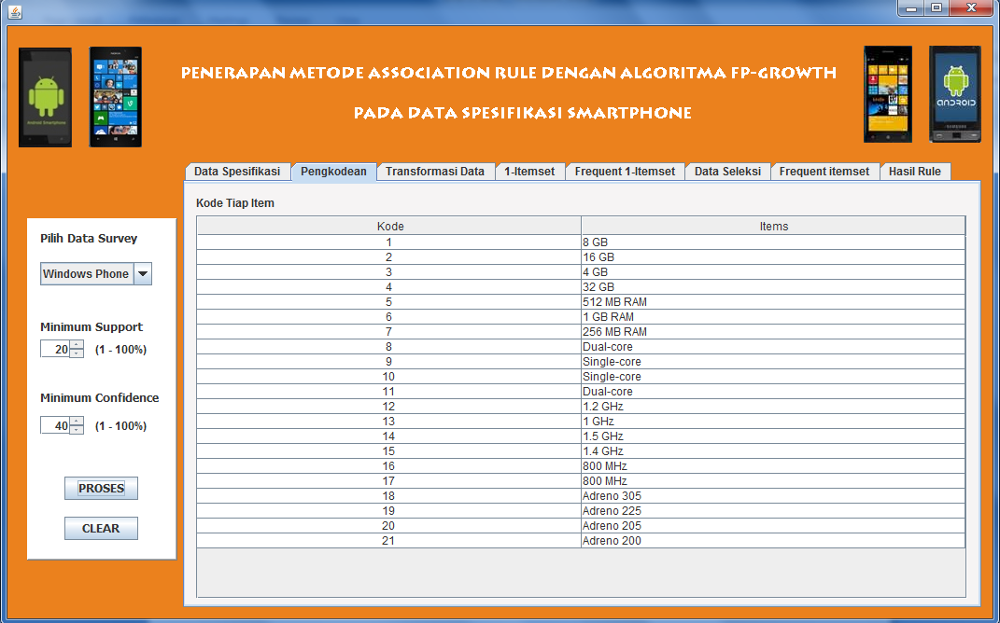 PENERAPAN METODE ASSOCIATION RULE DENGAN ALGORITMA FP-GROWTH
PADA DATA SPESIFIKASI SMARTPHONE
Data Spesifikasi Pengkodean Transformasi Data 1-Itemset Frequent 1-Itemset Data Seleksi Frequent itemset Hasil Rule
Pilih Data Survey
Windows Phone
Minimum Support
20 (1 - 100%)
Minimum Confidence
40 (1 - 100%)
PROSES
CLEAR
Kode Tiap Item
Kode Items
1 8 GB
2 16 GB
3 4 GB
4 32 GB
5 512 MB RAM
6 1 GB RAM
7 256 MB RAM
8 Dual-core
9 Single-core
10 Single-core
11 Dual-core
12 1.2 GHz
13 1 GHz
14 1.5 GHz
15 1.4 GHz
16 800 MHz
17 800 MHz
18 Adreno 305
19 Adreno 225
20 Adreno 205
21 Adreno 200
Android Smartphone
ANDROID
SAMSUNG